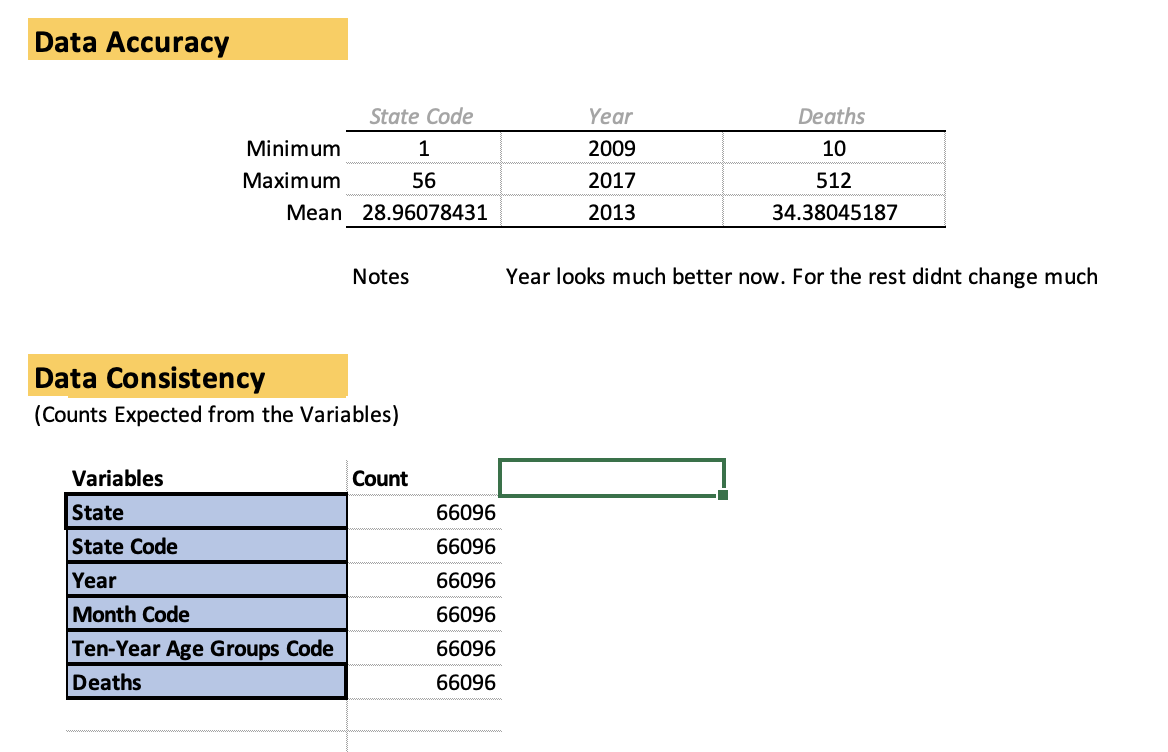 Data Accuracy
State Code Year Deaths
Minimum 1 2009 10
Maximum 56 2017 512
Mean 28.96078431 2013 34.38045187
Notes Year looks much better now. For the rest didnt change much
Data Consistency
(Counts Expected from the Variables)
Variables Count
State 66096
State Code 66096
Year 66096
Month Code 66096
Ten-Year Age Groups Code 66096
Deaths 66096